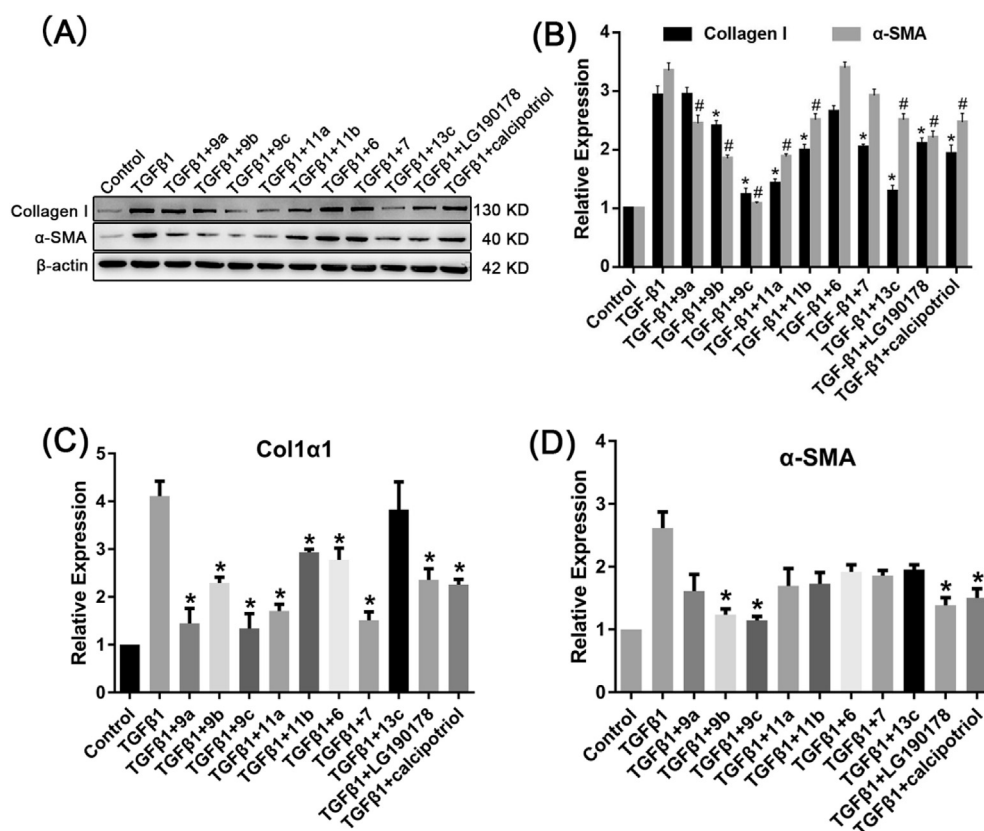 (A)
Control
TGFβ1
TGFβ1+9a
TGFβ1+9b
TGFβ1+9c
TGFβ1+11a
TGFβ1+11b
TGFβ1+6
TGFβ1+7
TGFβ1+13c
TGFβ1+LG190178
TGFβ1+calcipotriol
Collagen I 130 KD
α-SMA 40 KD
β-actin 42 KD
(B)
Collagen I α-SMA
Relative Expression
4
3
2
1
0
# * # * # * # * # * # * * # * # * #
Control
TGF-β1
TGF-β1+9a
TGF-β1+9b
TGF-β1+9c
TGF-β1+11a
TGF-β1+11b
TGF-β1+6
TGF-β1+7
TGF-β1+13c
TGF-β1+LG190178
TGF-β1+calcipotriol
(C)
Col1α1
Relative Expression
5
4
3
2
1
0
* * * * * * * * *
Control
TGFβ1
TGFβ1+9a
TGFβ1+9b
TGFβ1+9c
TGFβ1+11a
TGFβ1+11b
TGFβ1+6
TGFβ1+7
TGFβ1+13c
TGFβ1+LG190178
TGFβ1+calcipotriol
(D)
α-SMA
Relative Expression
4
3
2
1
0
* * * *
Control
TGFβ1
TGFβ1+9a
TGFβ1+9b
TGFβ1+9c
TGFβ1+11a
TGFβ1+11b
TGFβ1+6
TGFβ1+7
TGFβ1+13c
TGFβ1+LG190178
TGFβ1+calcipotriol